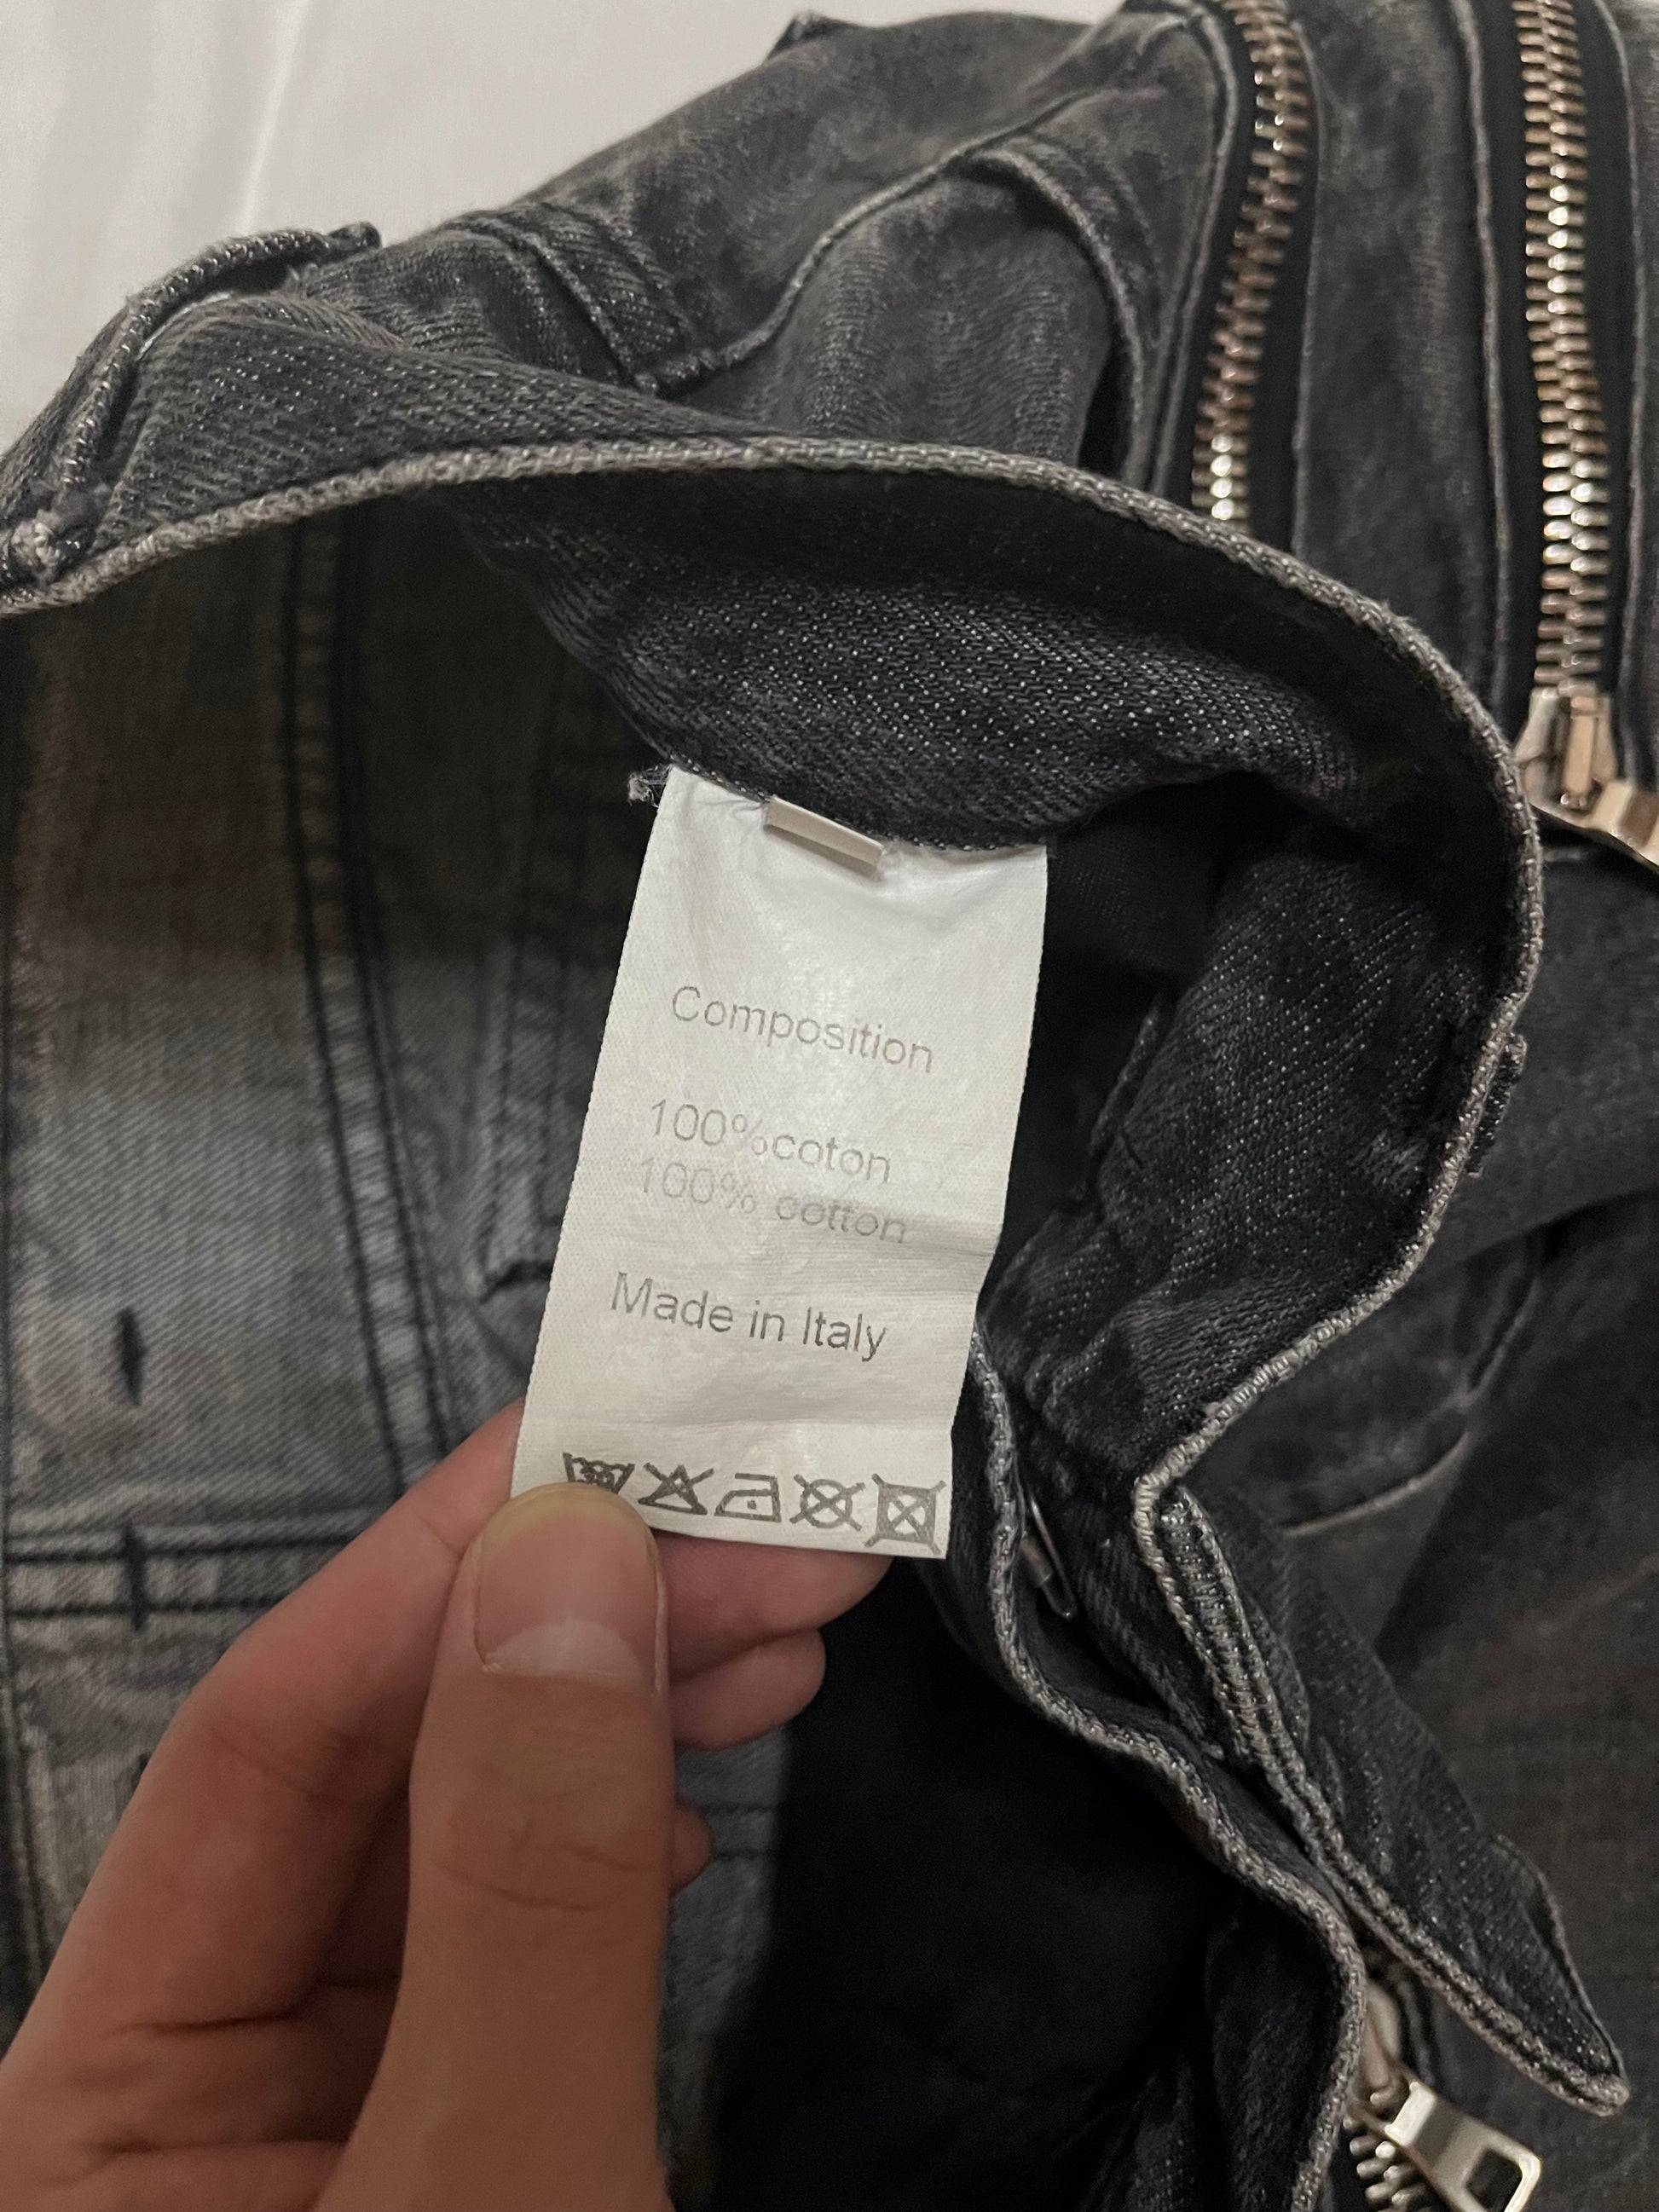 Composition
100%coton
100% cotton
Made in Italy